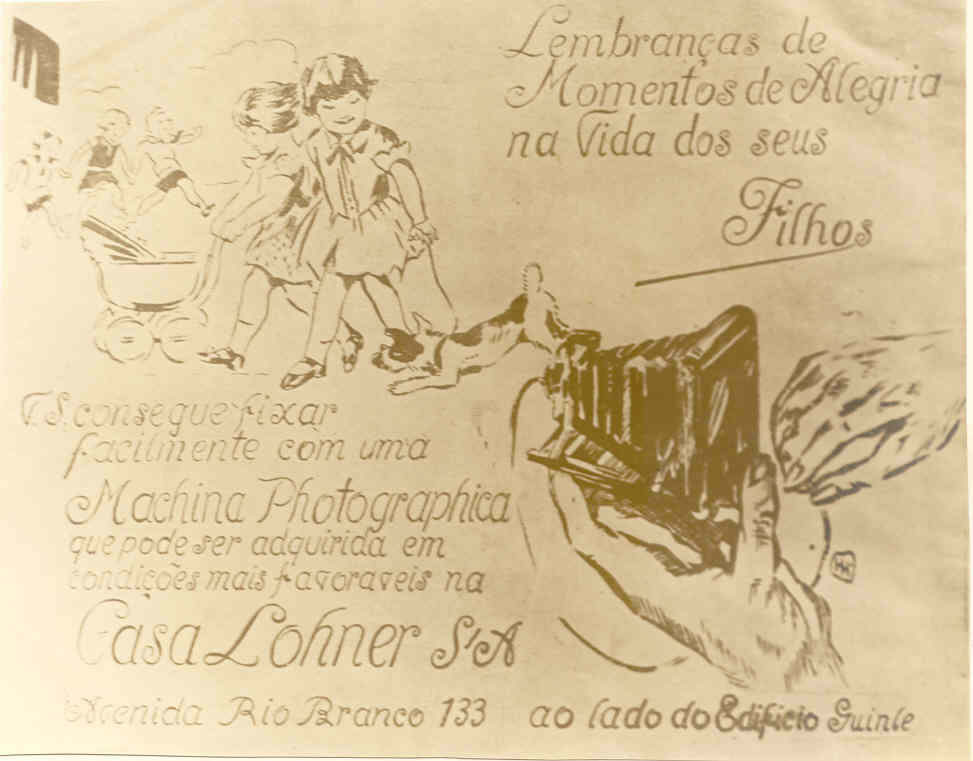 Lembranças de
Momentos de Alegria
na Vida dos seus
Filhos
V.S. consegue fixar
facilmente com uma
Machina Photographica
que pode ser adquirida em
condições mais favoraveis na
Casa Lohner S/A
Avenida Rio Branco 133 ao lado do Edificio Guinle